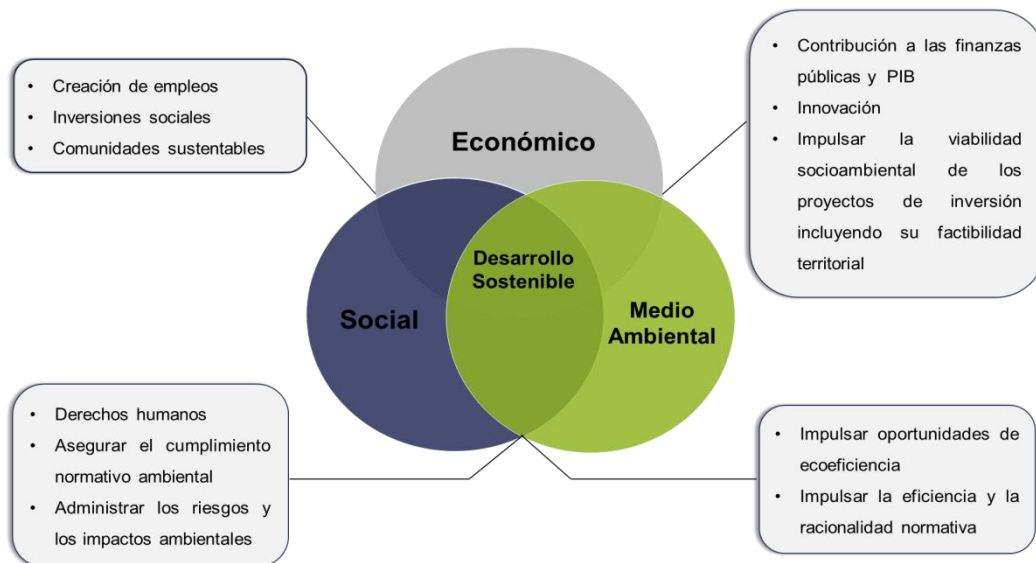 • Creación de empleos
• Inversiones sociales
• Comunidades sustentables
• Contribución a las finanzas
públicas y PIB
• Innovación
• Impulsar la viabilidad
socioambiental de los
proyectos de inversión
incluyendo su factibilidad
territorial
Económico
Desarrollo
Sostenible
Social
Medio
Ambiental
• Derechos humanos
• Asegurar el cumplimiento
normativo ambiental
• Administrar los riesgos y
los impactos ambientales
• Impulsar oportunidades de
ecoeficiencia
• Impulsar la eficiencia y la
racionalidad normativa